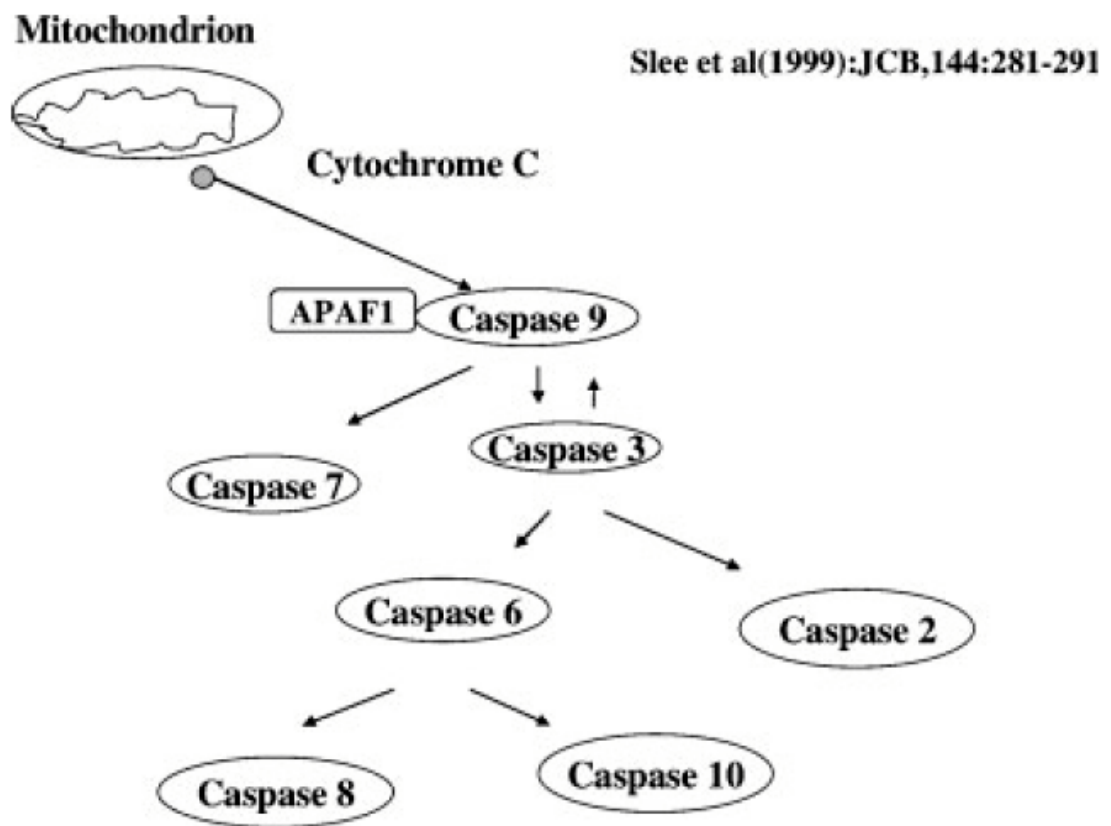 Mitochondrion
Slee et al(1999):JCB,144:281-291
Cytochrome C
APAF1
Caspase 9
Caspase 3
Caspase 7
Caspase 6
Caspase 2
Caspase 8
Caspase 10